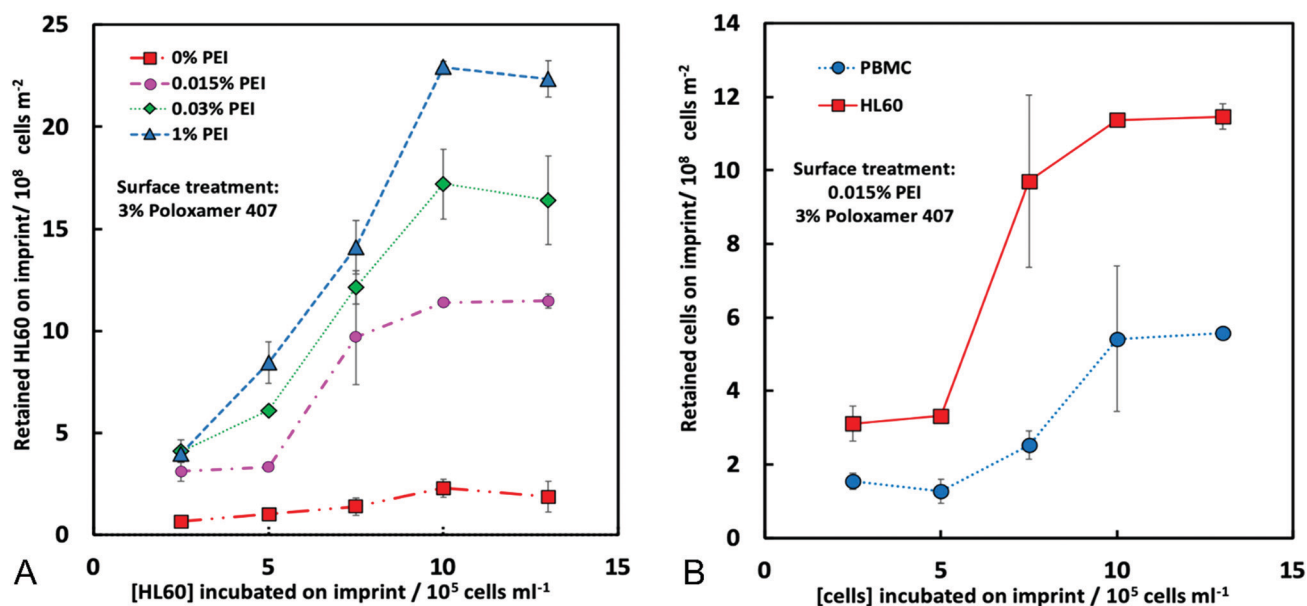 25
20
15
10
5
0
Retained HL60 on imprint/ 10⁸ cells m⁻²
0% PEI
0.015% PEI
0.03% PEI
1% PEI
Surface treatment:
3% Poloxamer 407
0 5 10 15
[HL60] incubated on imprint / 10⁵ cells ml⁻¹
A
14
12
10
8
6
4
2
0
Retained cells on imprint/ 10⁸ cells m⁻²
PBMC
HL60
Surface treatment:
0.015% PEI
3% Poloxamer 407
0 5 10 15
[cells] incubated on imprint / 10⁵ cells ml⁻¹
B